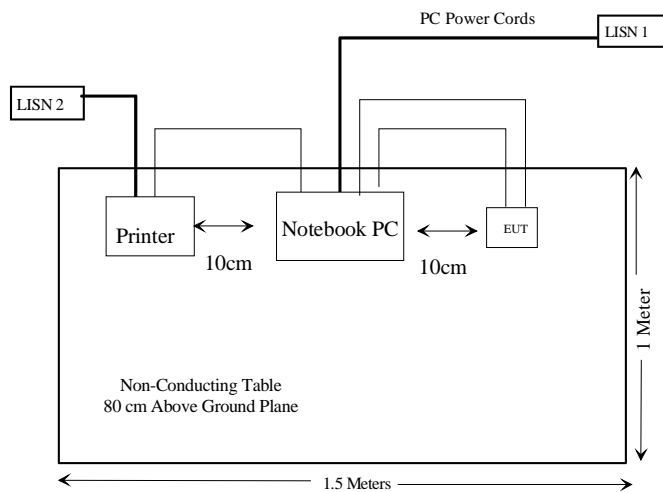 PC Power Cords
LISN 1
LISN 2
Printer
Notebook PC
EUT
10cm
10cm
1 Meter
Non-Conducting Table
80 cm Above Ground Plane
1.5 Meters